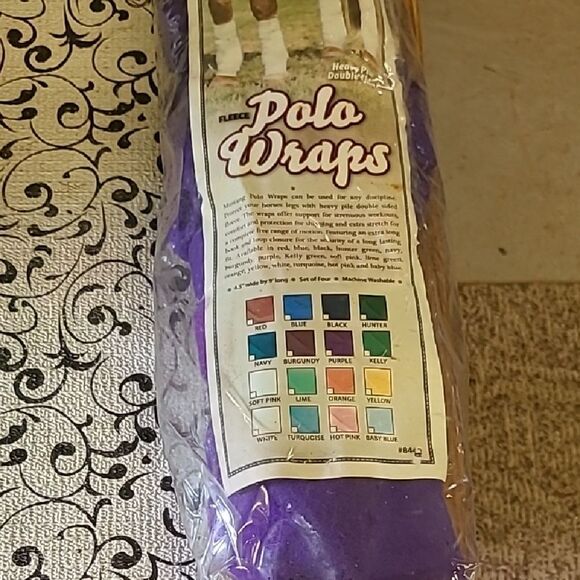 Heavy
Double
FLEECE Polo
Wraps
Mustang Polo Wraps can be used for any discipline.
Protect your horses legs with heavy pile double sided
fleece. The wraps offer support for strenuous workouts,
comfort and protection for shipping and extra stretch for
a complete free range of motion. Featuring an extra long
hook and loop closure for the security of a long lasting
fit. Available in red, blue, black, hunter green, navy,
burgundy, purple, Kelly green, soft pink, lime green,
orange, yellow, white, turquoise, hot pink and baby blue.
4.5" wide by 9' long • Set of Four • Machine Washable
RED BLUE BLACK HUNTER
NAVY BURGUNDY PURPLE KELLY
SOFT PINK LIME ORANGE YELLOW
WHITE TURQUOISE HOT PINK BABY BLUE